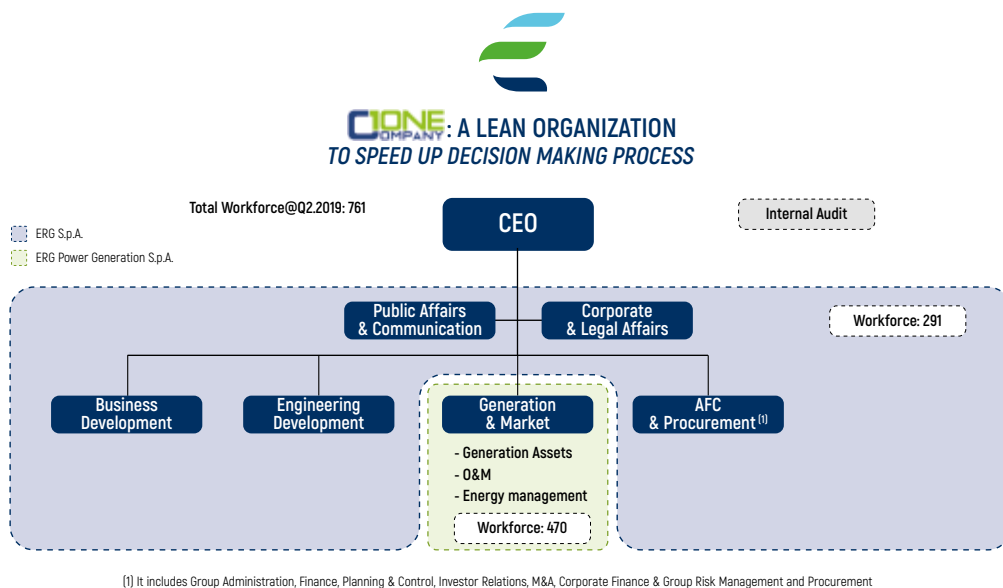 C1ONE COMPANY : A LEAN ORGANIZATION
TO SPEED UP DECISION MAKING PROCESS
Total Workforce@Q2.2019: 761
CEO
Internal Audit
ERG S.p.A.
ERG Power Generation S.p.A.
Public Affairs
& Communication
Corporate
& Legal Affairs
Workforce: 291
Business
Development
Engineering
Development
Generation
& Market
AFC
& Procurement (1)
- Generation Assets
- O&M
- Energy management
Workforce: 470
(1) It includes Group Administration, Finance, Planning & Control, Investor Relations, M&A, Corporate Finance & Group Risk Management and Procurement